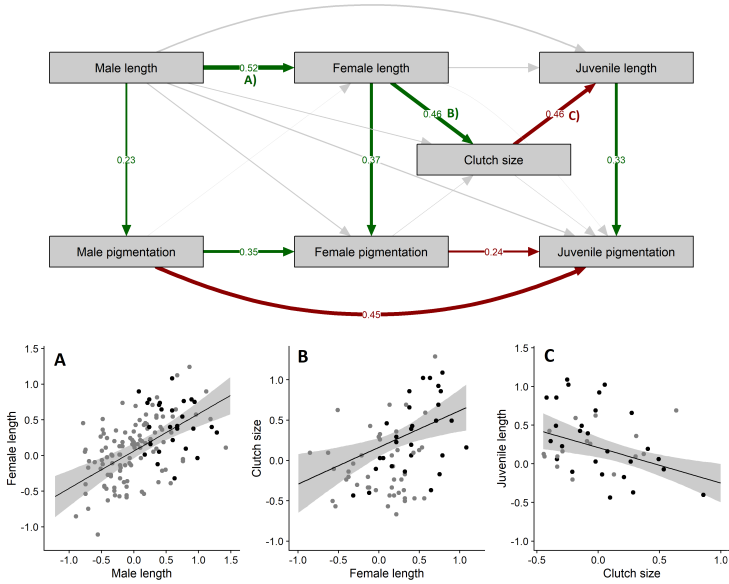 Male length
0.52
A)
Female length
Juvenile length
0.46
B)
0.46
C)
0.23
0.37
Clutch size
0.33
Male pigmentation
0.35
Female pigmentation
0.24
Juvenile pigmentation
0.45
A
1.5
1.0
0.5
0.0
-0.5
-1.0
Female length
-1.0
-0.5
0.0
0.5
1.0
1.5
Male length
B
1.0
0.5
0.0
-0.5
-1.0
Clutch size
-1.0
-0.5
0.0
0.5
1.0
Female length
C
1.5
1.0
0.5
0.0
-0.5
-1.0
Juvenile length
-0.5
0.0
0.5
1.0
Clutch size